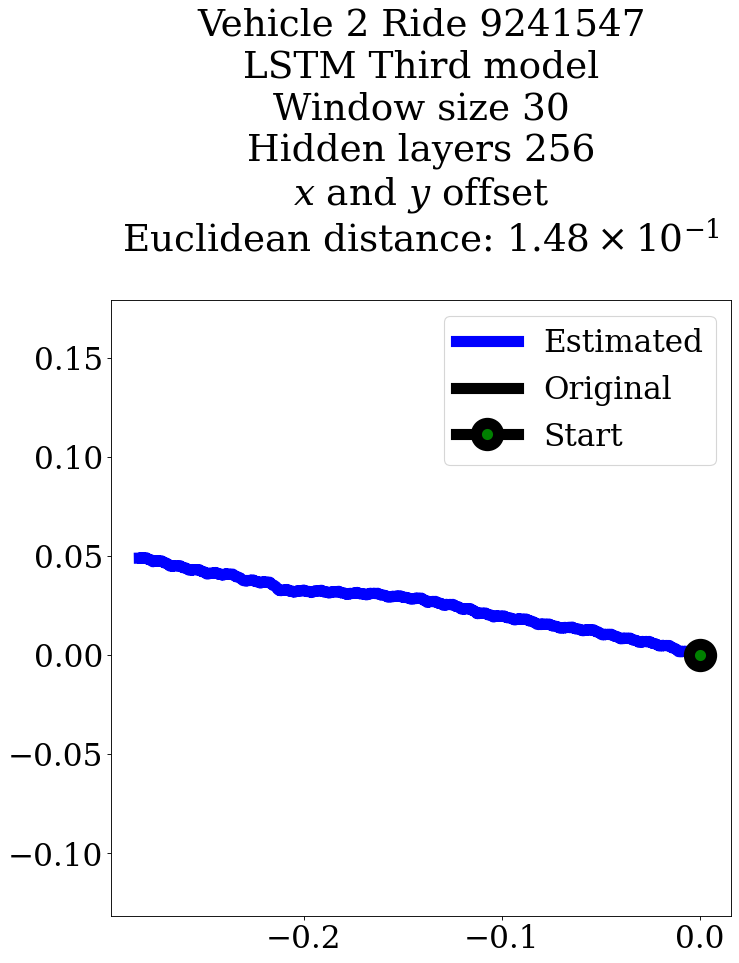 Vehicle 2 Ride 9241547
LSTM Third model
Window size 30
Hidden layers 256
x and y offset
Euclidean distance: 1.48 × 10⁻¹
Estimated
Original
Start
0.15
0.10
0.05
0.00
−0.05
−0.10
−0.2
−0.1
0.0